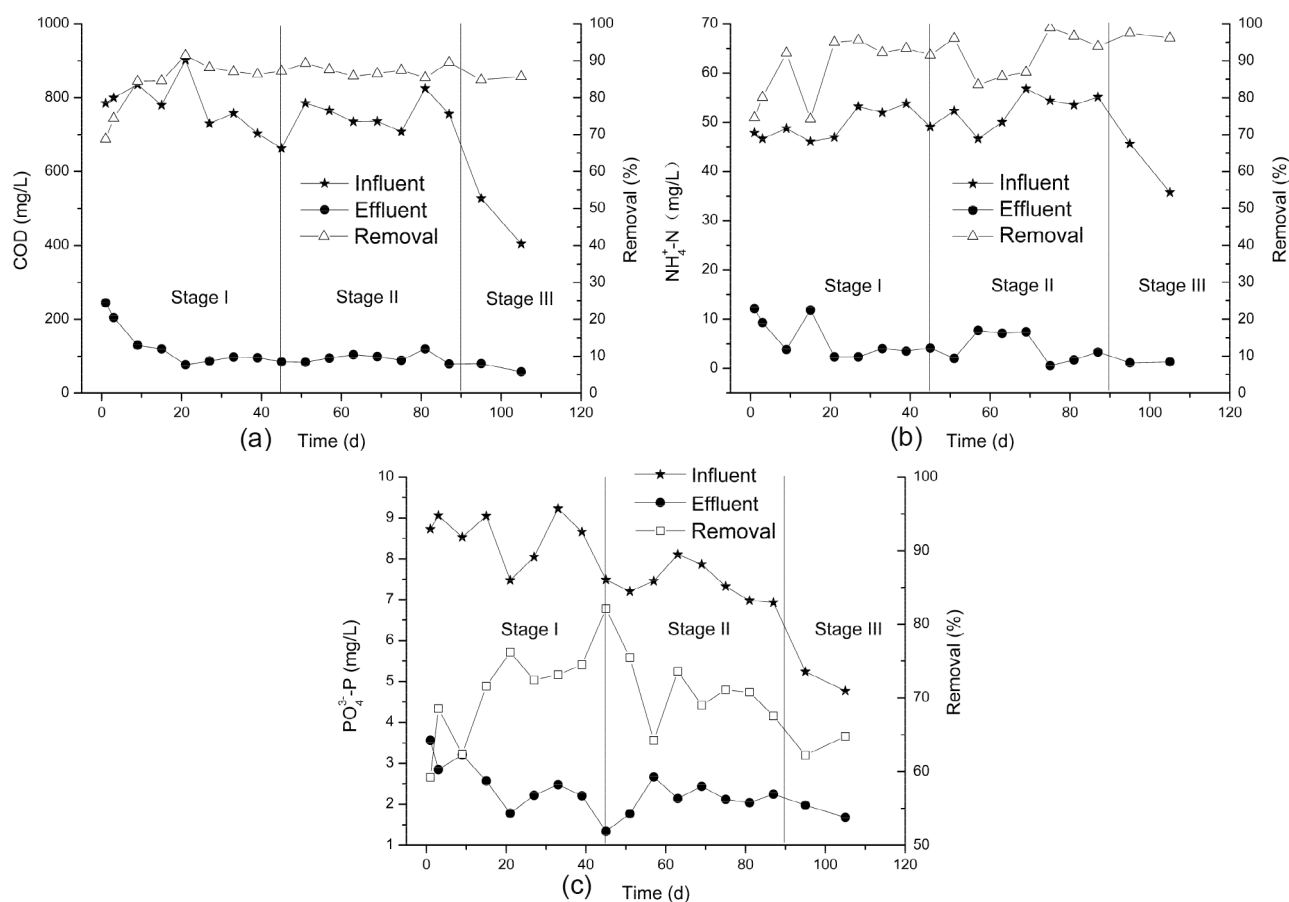 1000
800
600
400
200
0
COD (mg/L)
Influent
Effluent
Removal
Stage I
Stage II
Stage III
100
90
80
70
60
50
40
30
20
10
0
Removal (%)
0 20 40 60 80 100 120
(a)
Time (d)
70
60
50
40
30
20
10
0
NH₄⁺-N (mg/L)
Influent
Effluent
Removal
Stage I
Stage II
Stage III
100
90
80
70
60
50
40
30
20
10
0
Removal (%)
0 20 40 60 80 100 120
(b)
Time (d)
10
9
8
7
6
5
4
3
2
1
PO₄³⁻-P (mg/L)
Influent
Effluent
Removal
Stage I
Stage II
Stage III
100
90
80
70
60
50
Removal (%)
0 20 40 60 80 100 120
(c)
Time (d)